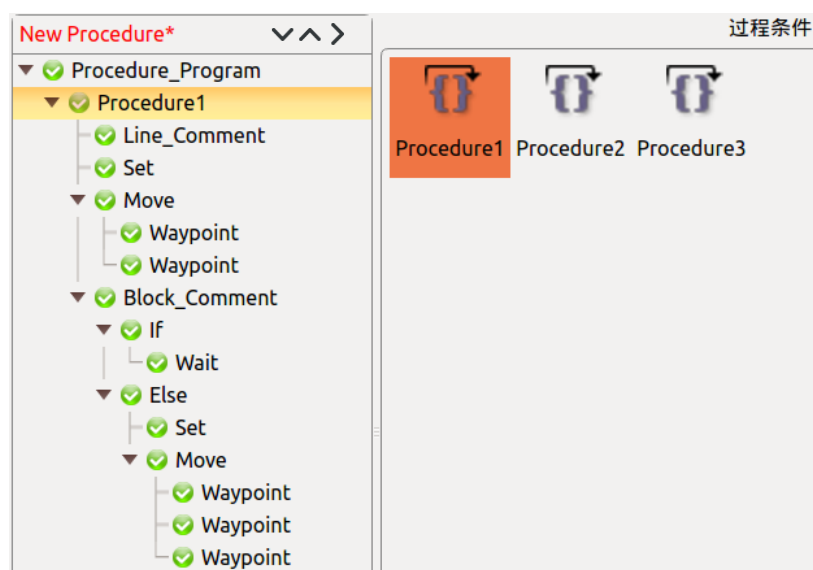 New Procedure*
Procedure_Program
Procedure1
Line_Comment
Set
Move
Waypoint
Waypoint
Block_Comment
If
Wait
Else
Set
Move
Waypoint
Waypoint
Waypoint
过程条件
Procedure1 Procedure2 Procedure3